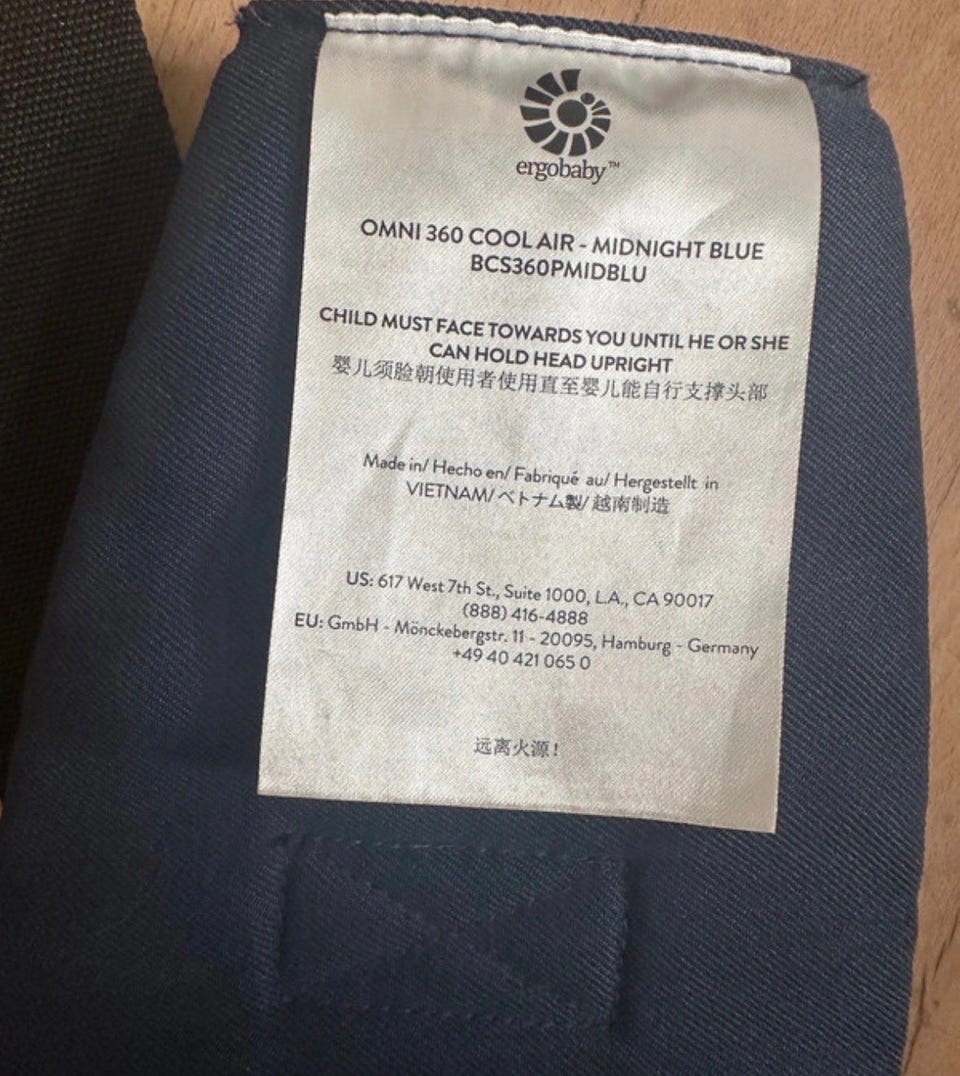 ergobaby™
OMNI 360 COOL AIR - MIDNIGHT BLUE
BCS360PMIDBLU
CHILD MUST FACE TOWARDS YOU UNTIL HE OR SHE
CAN HOLD HEAD UPRIGHT
婴儿须脸朝使用者使用直至婴儿能自行支撑头部
Made in/ Hecho en/ Fabriqué au/ Hergestellt in
VIETNAM/ ベトナム製/ 越南制造
US: 617 West 7th St., Suite 1000, L.A., CA 90017
(888) 416-4888
EU: GmbH - Mönckebergstr. 11 - 20095, Hamburg - Germany
+49 40 421 065 0
远离火源！